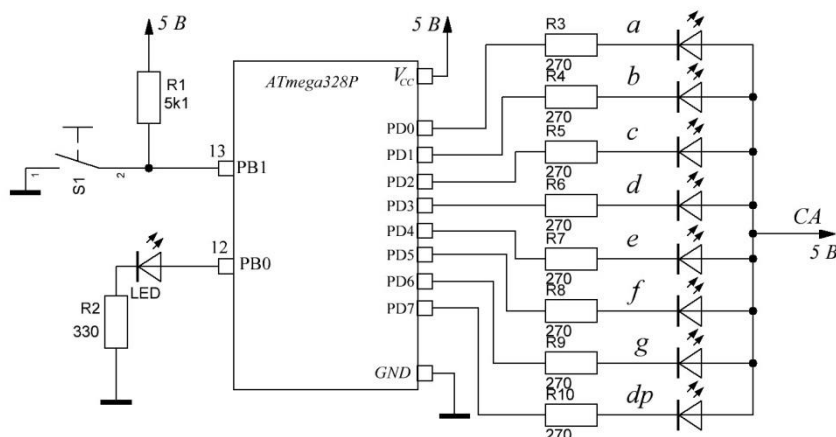 5 В
R1
5k1
S1
1
2
13
PB1
12
PB0
LED
R2
330
ATmega328P
5 В
VCC
PD0
PD1
PD2
PD3
PD4
PD5
PD6
PD7
GND
R3
270
a
R4
270
b
R5
270
c
R6
270
d
R7
270
e
R8
270
f
R9
270
g
R10
270
dp
CA
5 В